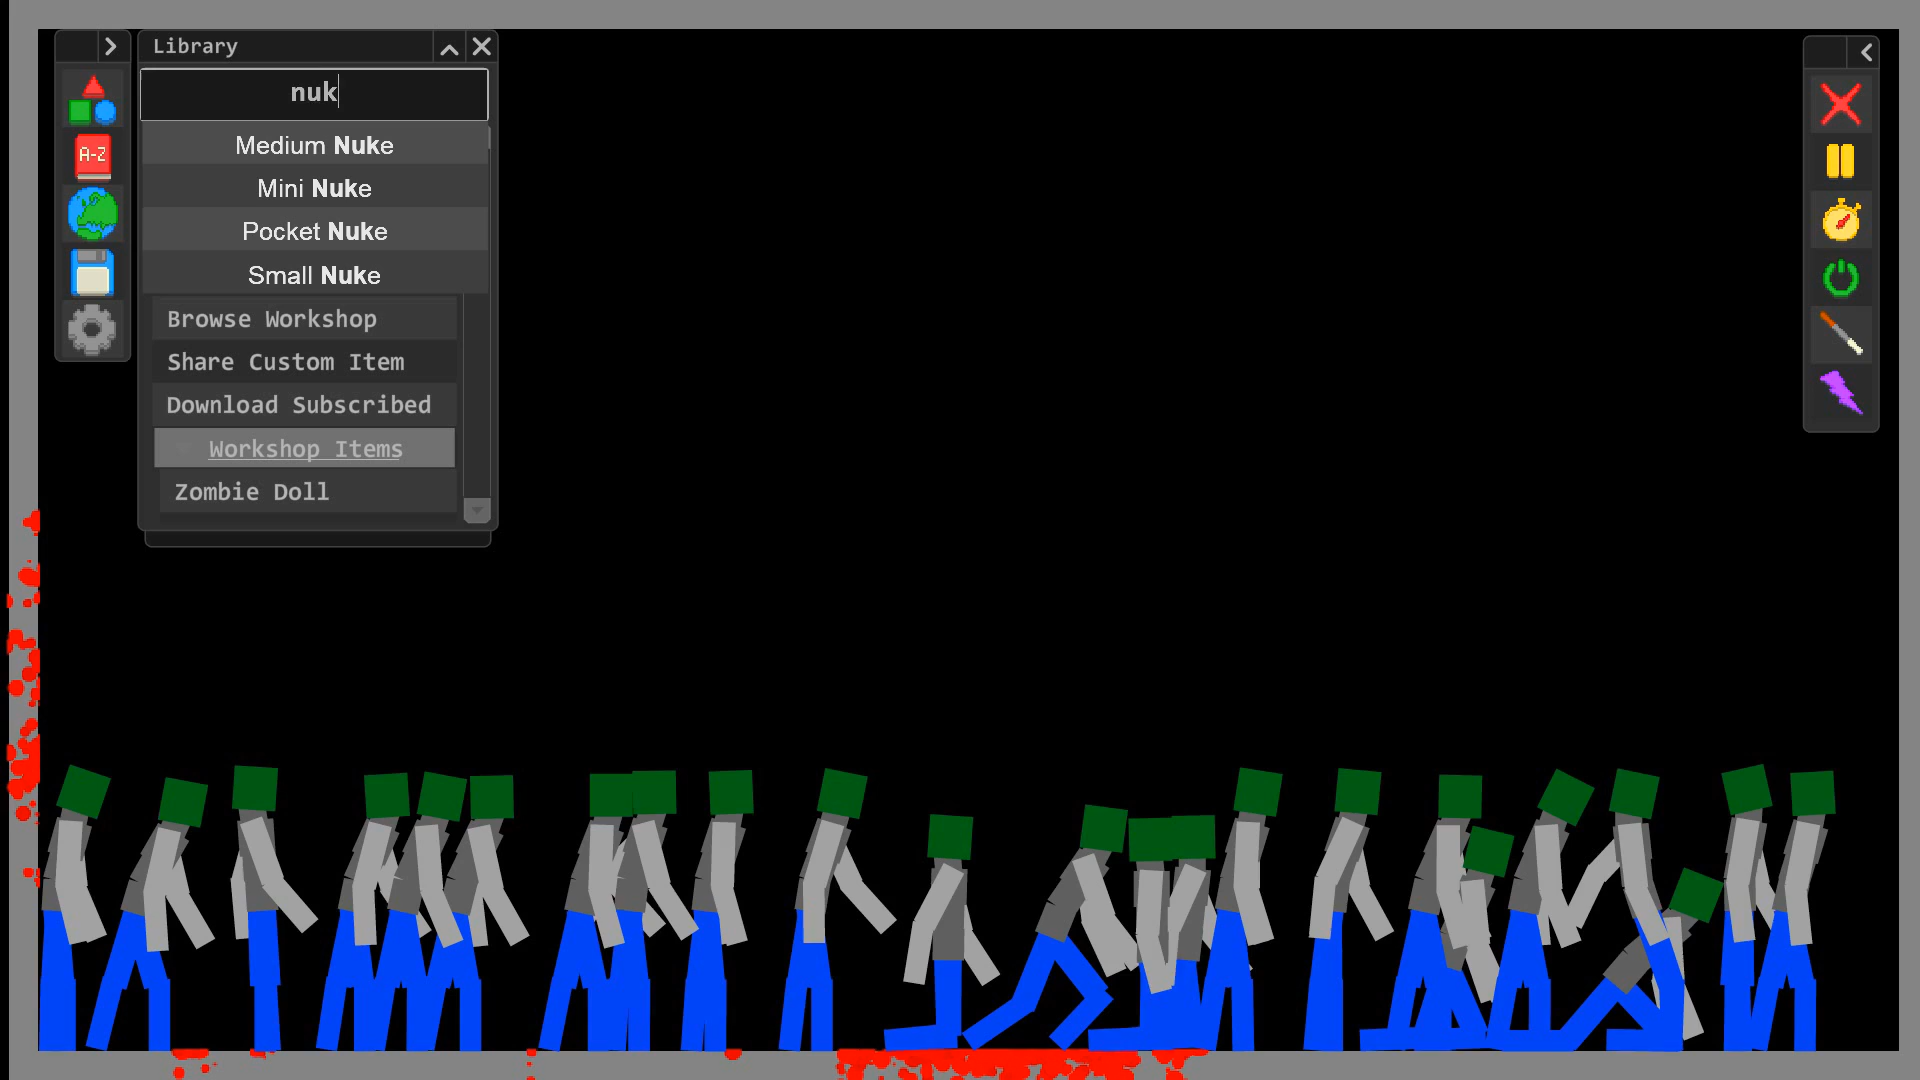 Library
nuk
Medium Nuke
Mini Nuke
Pocket Nuke
Small Nuke
Browse Workshop
Share Custom Item
Download Subscribed
Workshop Items
Zombie Doll
A-Z